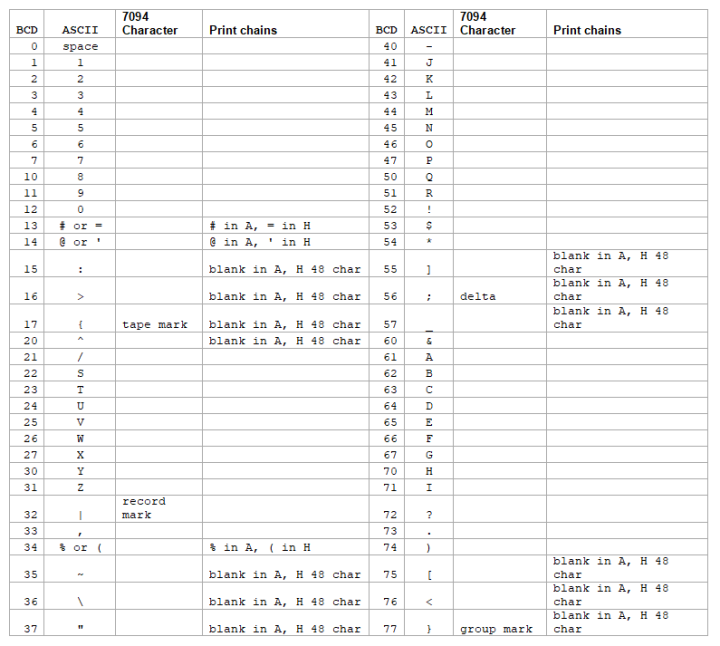 BCD ASCII 7094 Character Print chains BCD ASCII 7094 Character Print chains
0 space 40 -
1 1 41 J
2 2 42 K
3 3 43 L
4 4 44 M
5 5 45 N
6 6 46 O
7 7 47 P
10 8 50 Q
11 9 51 R
12 0 52 !
13 # or = # in A, = in H 53 $
14 @ or ' @ in A, ' in H 54 *
15 : blank in A, H 48 char 55 ] blank in A, H 48 char
16 > blank in A, H 48 char 56 ; delta blank in A, H 48 char
17 { tape mark blank in A, H 48 char 57 _ blank in A, H 48 char
20 ^ blank in A, H 48 char 60 &
21 / 61 A
22 S 62 B
23 T 63 C
24 U 64 D
25 V 65 E
26 W 66 F
27 X 67 G
30 Y 70 H
31 Z 71 I
32 | record mark 72 ?
33 , 73 .
34 % or ( % in A, ( in H 74 )
35 ~ blank in A, H 48 char 75 [ blank in A, H 48 char
36 \ blank in A, H 48 char 76 < blank in A, H 48 char
37 " blank in A, H 48 char 77 } group mark blank in A, H 48 char